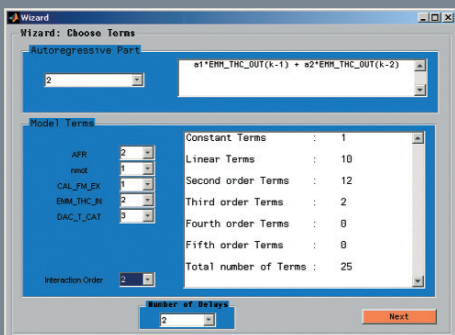 Wizard
Wizard: Choose Terms
Autoregressive Part
2
a1*EMM_THC_OUT(k-1) + a2*EMM_THC_OUT(k-2)
Model Terms
AFR 2
nmot 1
CAL_FM_EX 1
EMM_THC_IN 2
DAC_T_CAT 3
Interaction Order 2
Constant Terms : 1
Linear Terms : 10
Second order Terms : 12
Third order Terms : 2
Fourth order Terms : 0
Fifth order Terms : 0
Total number of Terms : 25
Number of Delays
2
Next